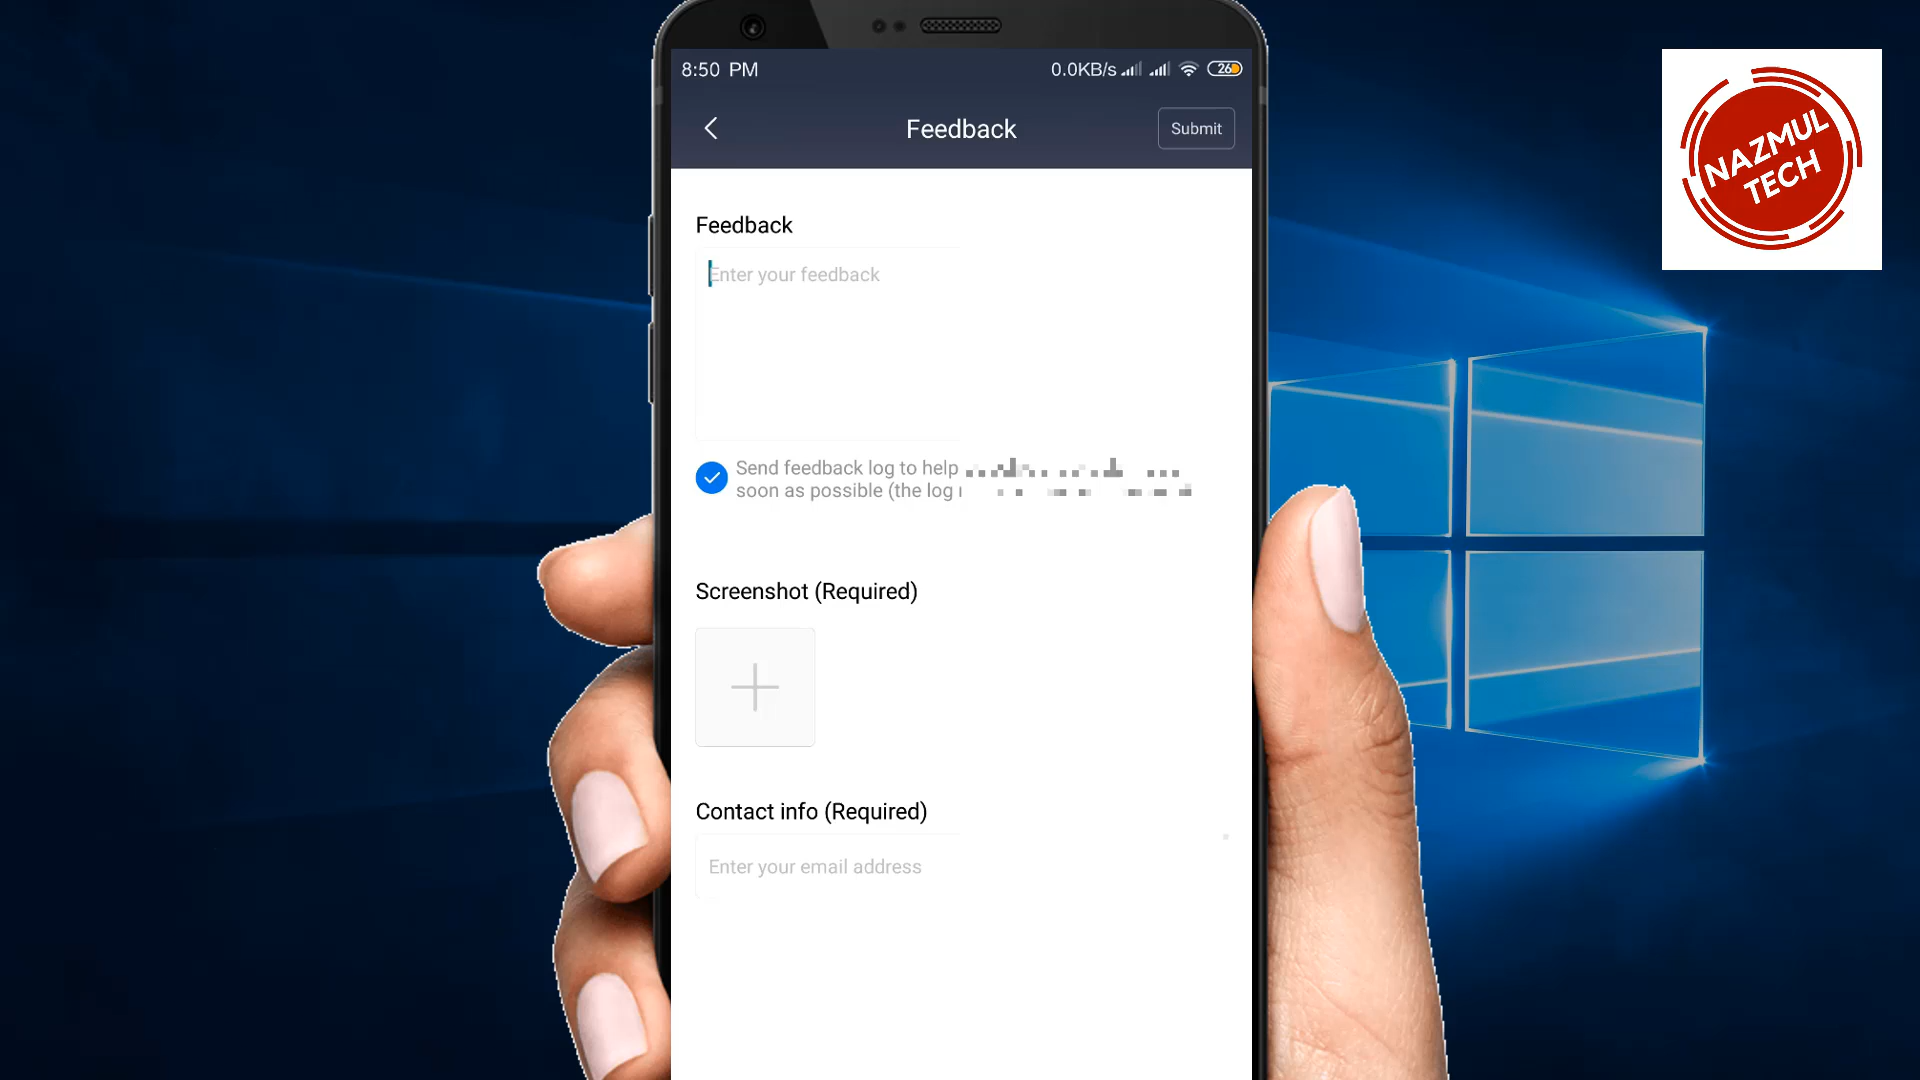 8:50 PM
0.0KB/s
26
Feedback
Submit
NAZMUL
TECH
Feedback
Enter your feedback
Send feedback log to help
soon as possible (the log
Screenshot (Required)
Contact info (Required)
Enter your email address